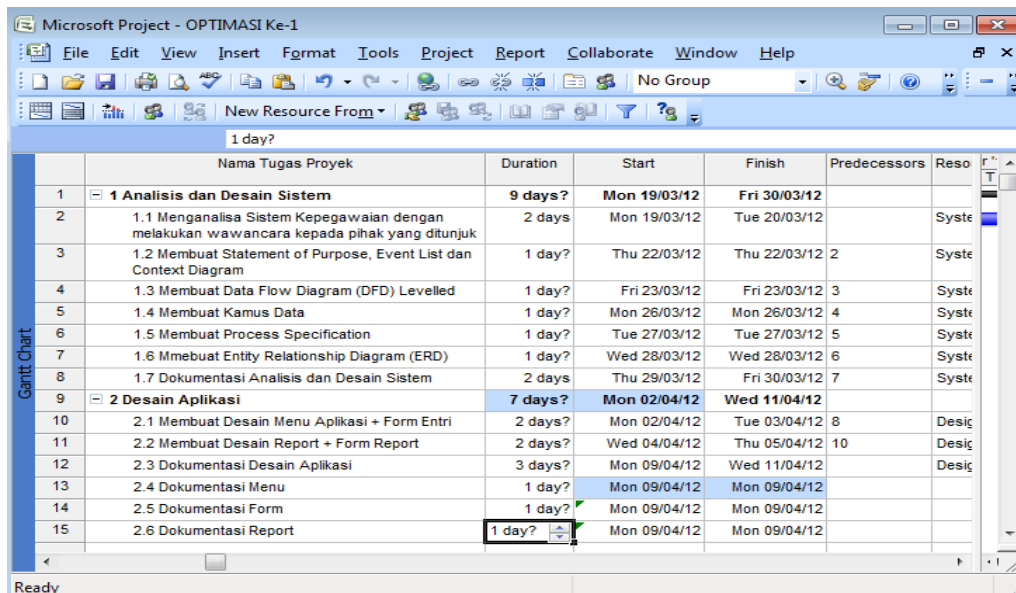 Microsoft Project - OPTIMASI Ke-1
File Edit View Insert Format Tools Project Report Collaborate Window Help
No Group
New Resource From
1 day?
Nama Tugas Proyek Duration Start Finish Predecessors Reso
1 1 Analisis dan Desain Sistem 9 days? Mon 19/03/12 Fri 30/03/12
2 1.1 Menganalisa Sistem Kepegawaian dengan 2 days Mon 19/03/12 Tue 20/03/12 Syste
melakukan wawancara kepada pihak yang ditunjuk
3 1.2 Membuat Statement of Purpose, Event List dan 1 day? Thu 22/03/12 Thu 22/03/12 2 Syste
Context Diagram
4 1.3 Membuat Data Flow Diagram (DFD) Levelled 1 day? Fri 23/03/12 Fri 23/03/12 3 Syste
5 1.4 Membuat Kamus Data 1 day? Mon 26/03/12 Mon 26/03/12 4 Syste
6 1.5 Membuat Process Specification 1 day? Tue 27/03/12 Tue 27/03/12 5 Syste
7 1.6 Mmebuat Entity Relationship Diagram (ERD) 1 day? Wed 28/03/12 Wed 28/03/12 6 Syste
8 1.7 Dokumentasi Analisis dan Desain Sistem 2 days Thu 29/03/12 Fri 30/03/12 7 Syste
9 2 Desain Aplikasi 7 days? Mon 02/04/12 Wed 11/04/12
10 2.1 Membuat Desain Menu Aplikasi + Form Entri 2 days? Mon 02/04/12 Tue 03/04/12 8 Desig
11 2.2 Membuat Desain Report + Form Report 2 days? Wed 04/04/12 Thu 05/04/12 10 Desig
12 2.3 Dokumentasi Desain Aplikasi 3 days? Mon 09/04/12 Wed 11/04/12 Desig
13 2.4 Dokumentasi Menu 1 day? Mon 09/04/12 Mon 09/04/12
14 2.5 Dokumentasi Form 1 day? Mon 09/04/12 Mon 09/04/12
15 2.6 Dokumentasi Report 1 day? Mon 09/04/12 Mon 09/04/12
Gantt Chart
Ready